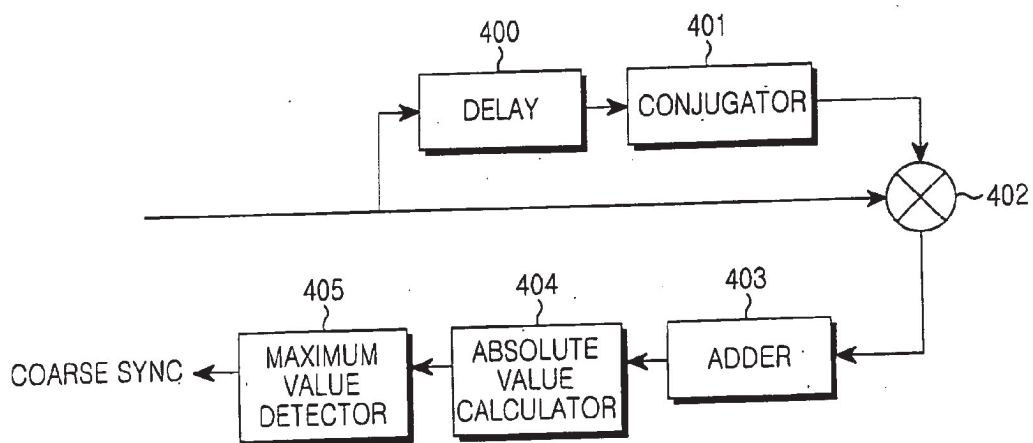 400
401
DELAY
CONJUGATOR
402
405
404
403
COARSE SYNC
MAXIMUM
VALUE
DETECTOR
ABSOLUTE
VALUE
CALCULATOR
ADDER